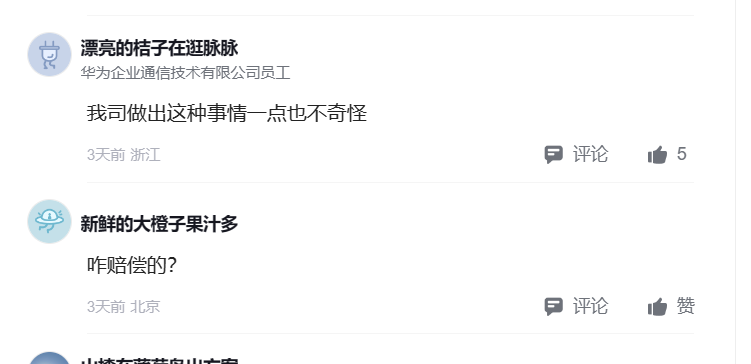 漂亮的桔子在逛脉脉
华为企业通信技术有限公司员工
我司做出这种事情一点也不奇怪
3天前 浙江 评论 5
新鲜的大橙子果汁多
咋赔偿的？
3天前 北京 评论 赞